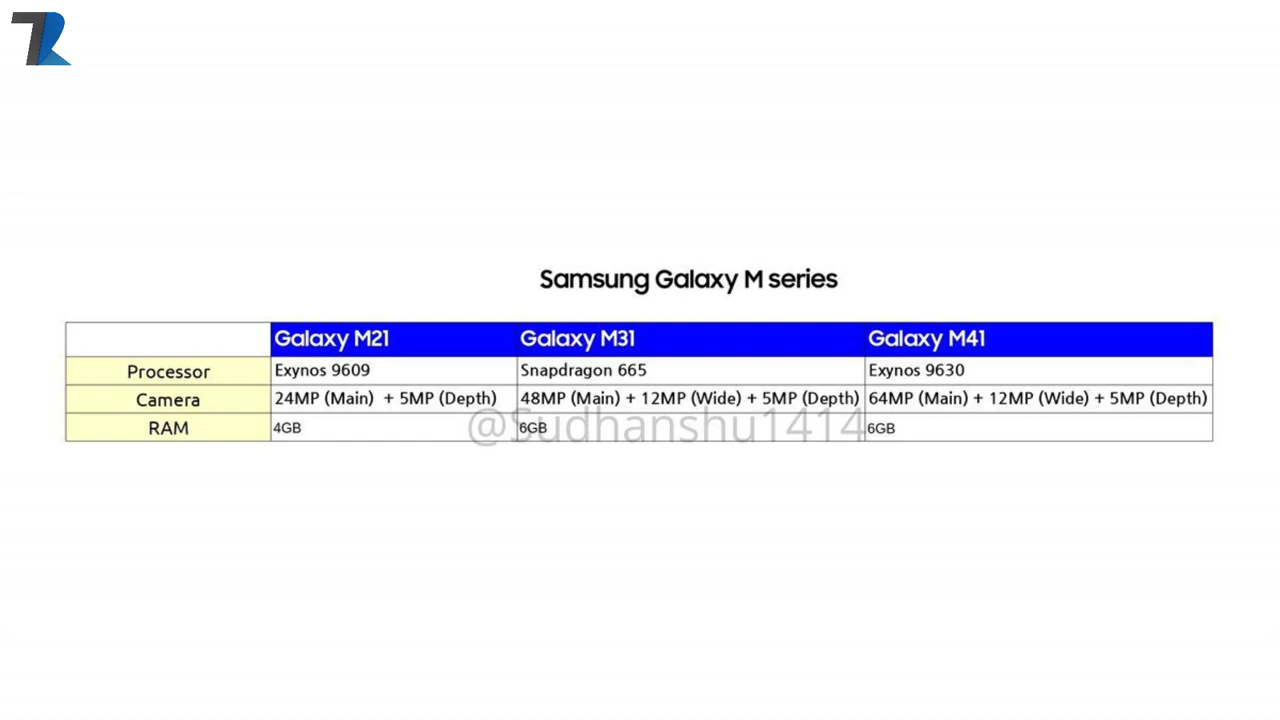 Samsung Galaxy M series
Galaxy M21 Galaxy M31 Galaxy M41
Processor Exynos 9609 Snapdragon 665 Exynos 9630
Camera 24MP (Main) + 5MP (Depth) 48MP (Main) + 12MP (Wide) + 5MP (Depth) 64MP (Main) + 12MP (Wide) + 5MP (Depth)
RAM 4GB 6GB 6GB
@Sudhanshu1414